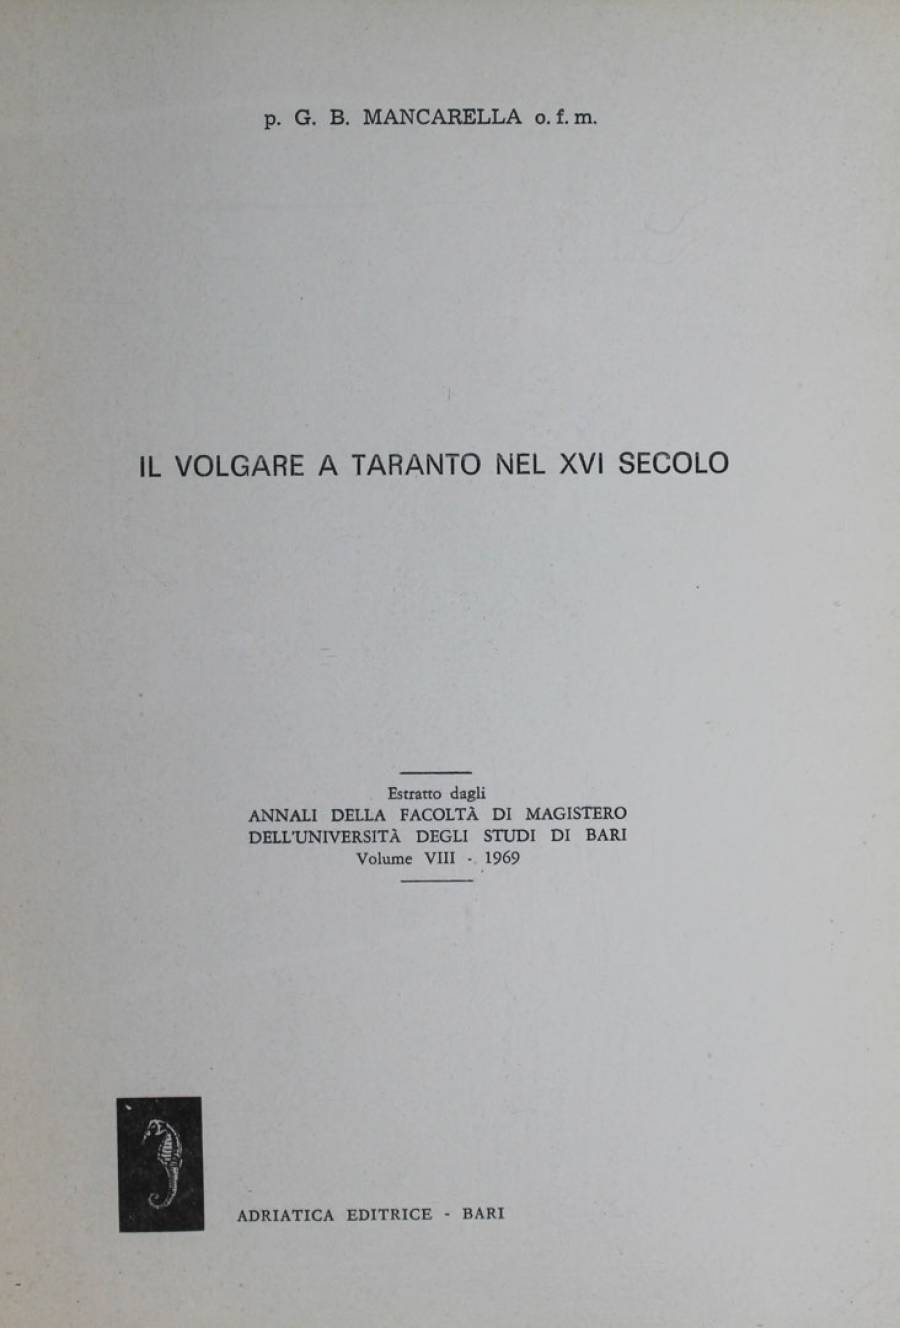 p. G. B. MANCARELLA o. f. m.
IL VOLGARE A TARANTO NEL XVI SECOLO
Estratto dagli
ANNALI DELLA FACOLTÀ DI MAGISTERO
DELL'UNIVERSITÀ DEGLI STUDI DI BARI
Volume VIII - 1969
ADRIATICA EDITRICE - BARI